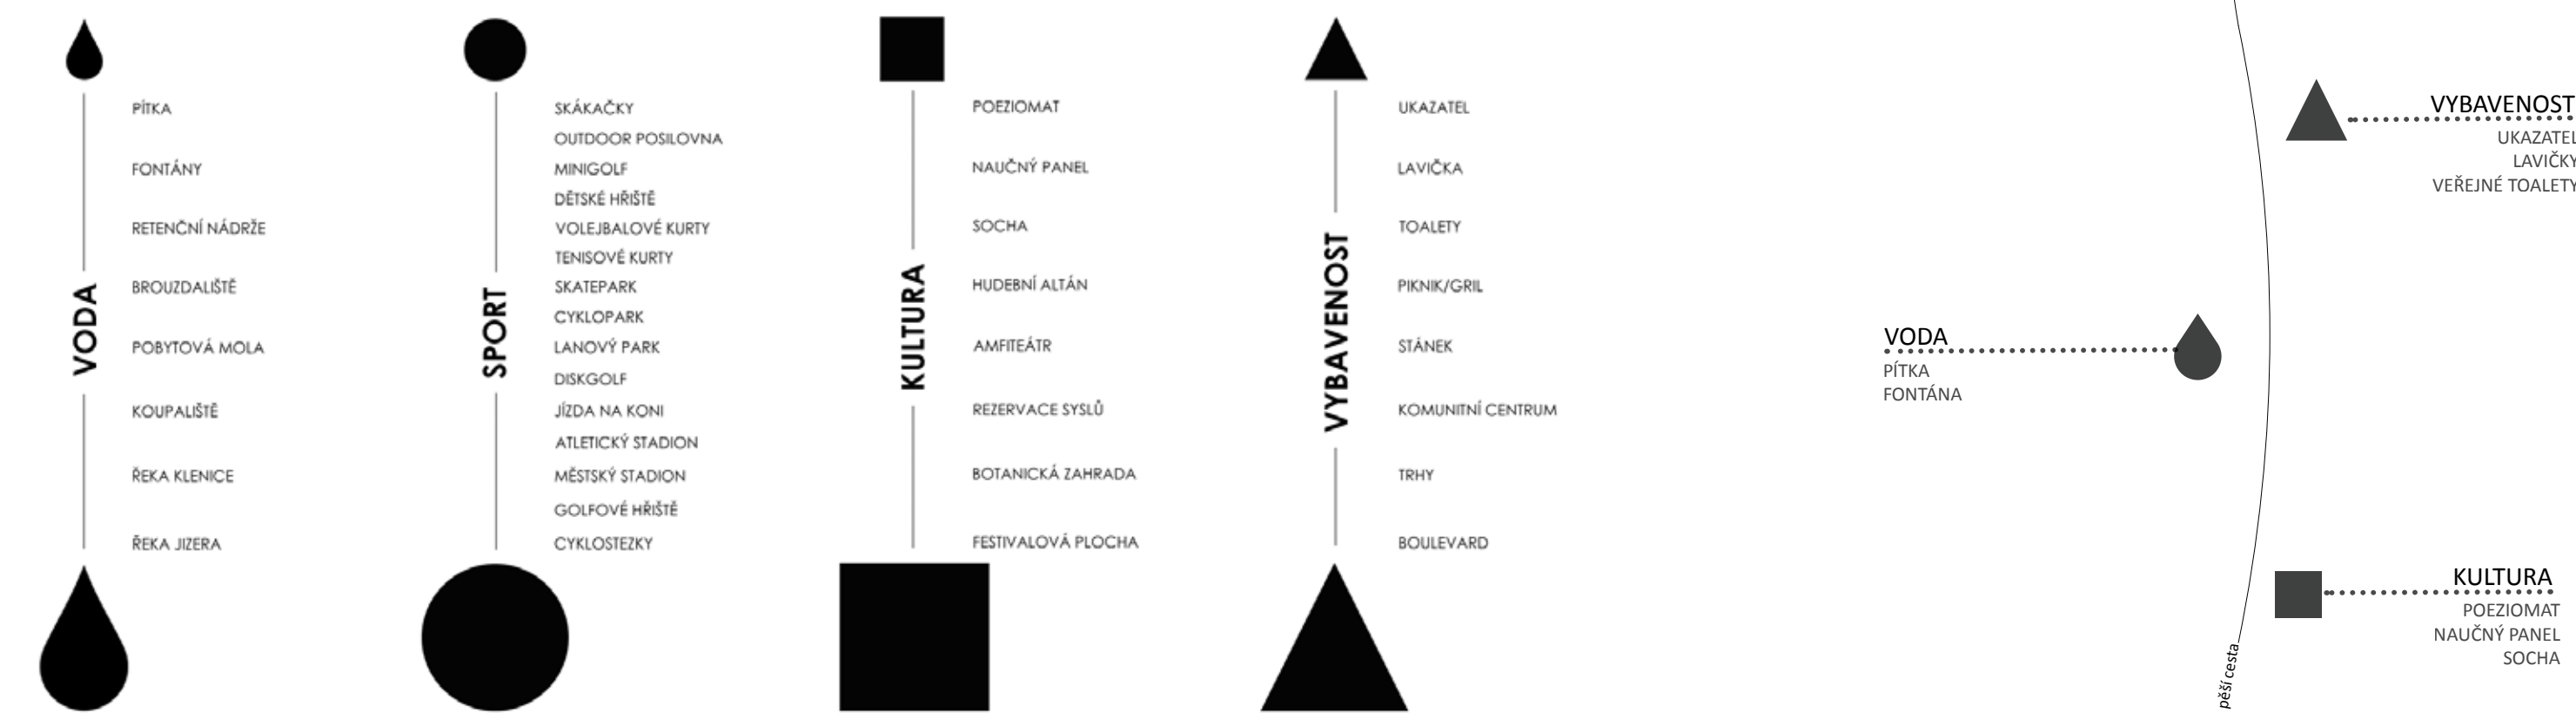 VODA
PÍTKA
FONTÁNY
RETENČNÍ NÁDRŽE
BROUZDALIŠTĚ
POBYTOVÁ MOLA
KOUPALIŠTĚ
ŘEKA KLENICE
ŘEKA JIZERA
SPORT
SKÁKAČKY
OUTDOOR POSILOVNA
MINIGOLF
DĚTSKÉ HŘIŠTĚ
VOLEJBALOVÉ KURTY
TENISOVÉ KURTY
SKATEPARK
CYKLOPARK
LANOVÝ PARK
DISKGOLF
JÍZDA NA KONI
ATLETICKÝ STADION
MĚSTSKÝ STADION
GOLFOVÉ HŘIŠTĚ
CYKLOSTEZKY
KULTURA
POEZIOMAT
NAUČNÝ PANEL
SOCHA
HUDEBNÍ ALTÁN
AMFITEÁTR
REZERVACE SYSLŮ
BOTANICKÁ ZAHRADA
FESTIVALOVÁ PLOCHA
VYBAVENOST
UKAZATEL
LAVIČKA
TOALETY
PIKNIK/GRIL
STÁNEK
KOMUNITNÍ CENTRUM
TRHY
BOULEVARD
VYBAVENOST
UKAZATEL
LAVIČKY
VEŘEJNÉ TOALETY
VODA
PÍTKA
FONTÁNA
KULTURA
POEZIOMAT
NAUČNÝ PANEL
SOCHA
pěší cesta